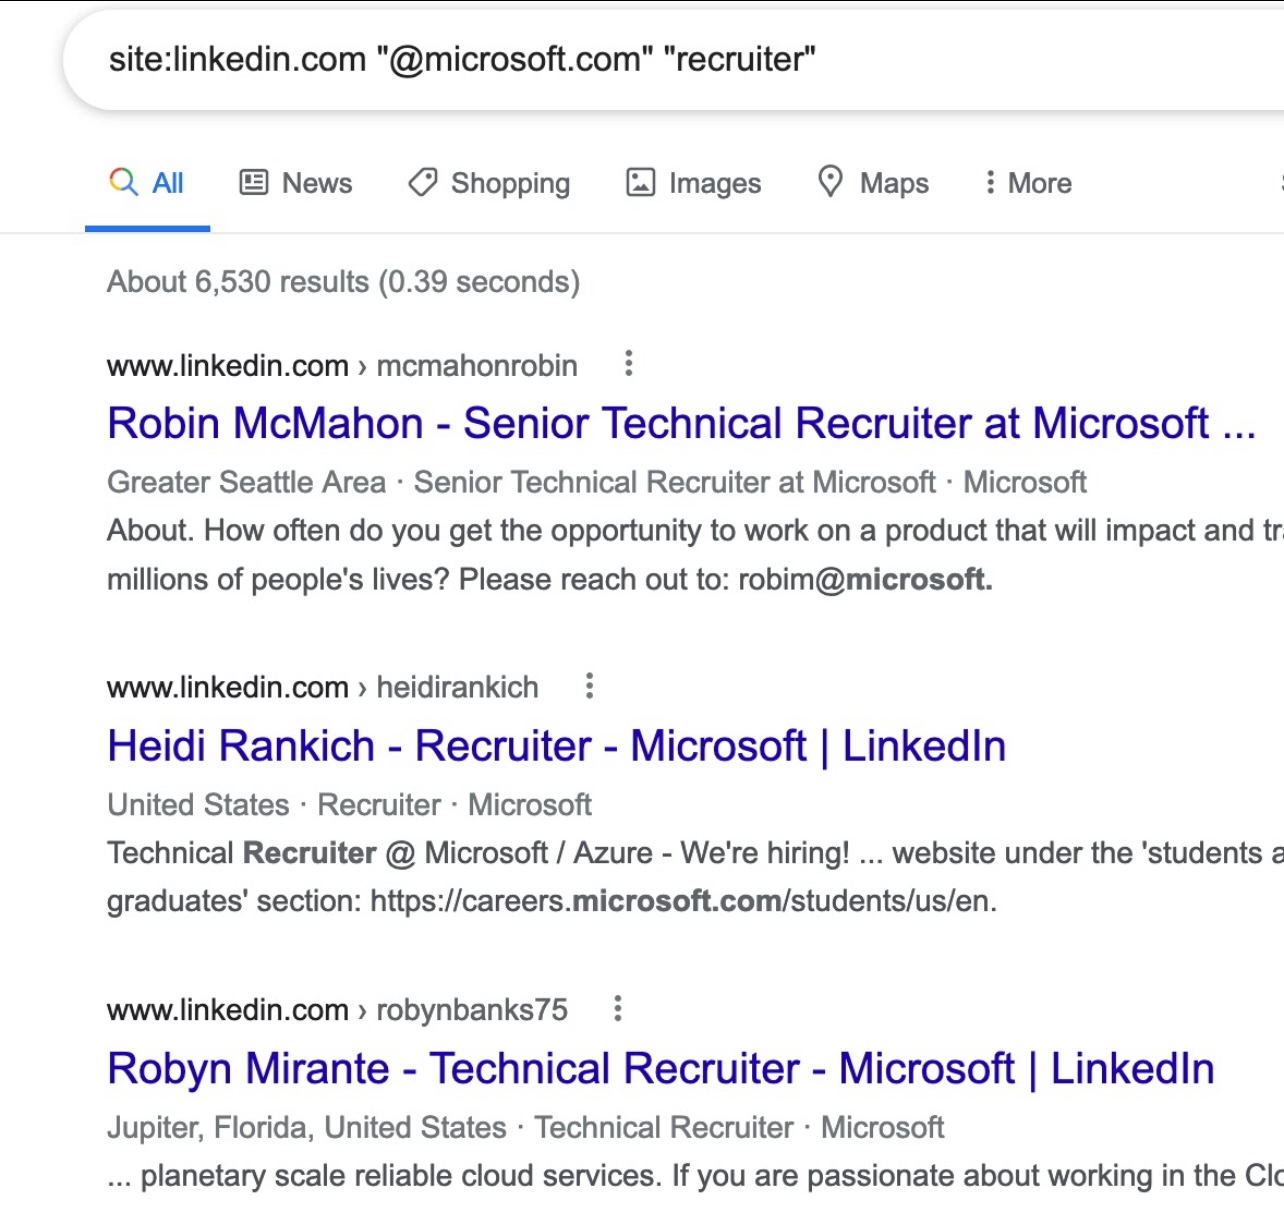 site:linkedin.com "@microsoft.com" "recruiter"
All News Shopping Images Maps More
About 6,530 results (0.39 seconds)
www.linkedin.com › mcmahonrobin
Robin McMahon - Senior Technical Recruiter at Microsoft ...
Greater Seattle Area · Senior Technical Recruiter at Microsoft · Microsoft
About. How often do you get the opportunity to work on a product that will impact and
millions of people's lives? Please reach out to: robim@microsoft.
www.linkedin.com › heidirankich
Heidi Rankich - Recruiter - Microsoft | LinkedIn
United States · Recruiter · Microsoft
Technical Recruiter @ Microsoft / Azure - We're hiring! ... website under the 'students
graduates' section: https://careers.microsoft.com/students/us/en.
www.linkedin.com › robynbanks75
Robyn Mirante - Technical Recruiter - Microsoft | LinkedIn
Jupiter, Florida, United States · Technical Recruiter · Microsoft
... planetary scale reliable cloud services. If you are passionate about working in the